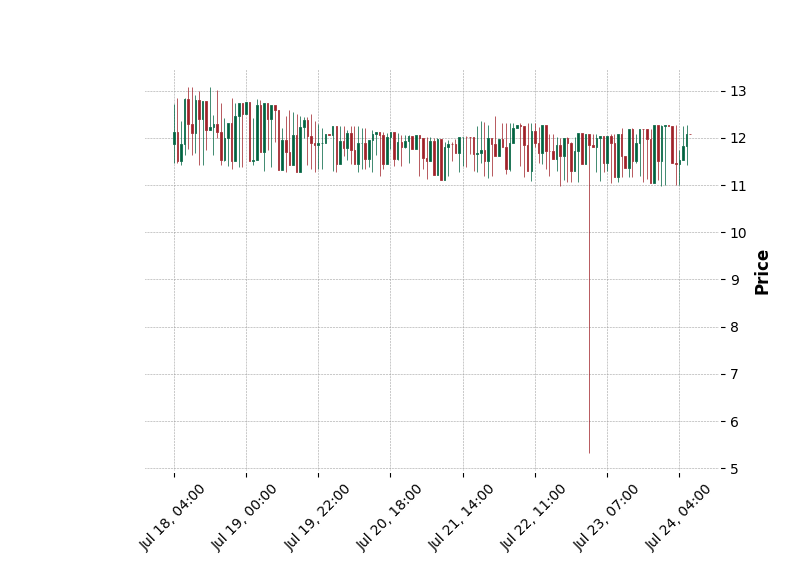 13
12
11
10
9
8
7
6
5
Price
Jul 18, 04:00
Jul 19, 00:00
Jul 19, 22:00
Jul 20, 18:00
Jul 21, 14:00
Jul 22, 11:00
Jul 23, 07:00
Jul 24, 04:00